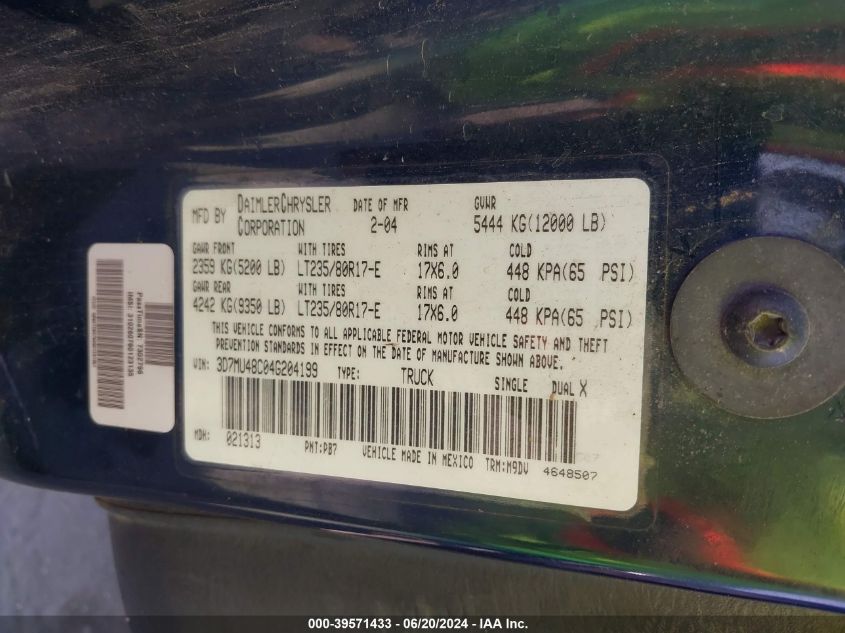 MFD BY DAIMLERCHRYSLER CORPORATION DATE OF MFR 2-04 GVWR 5444 KG(12000 LB)
GAWR FRONT WITH TIRES RIMS AT COLD
2359 KG(5200 LB) LT235/80R17-E 17X6.0 448 KPA(65 PSI)
GAWR REAR WITH TIRES RIMS AT COLD
4242 KG(9350 LB) LT235/80R17-E 17X6.0 448 KPA(65 PSI)
THIS VEHICLE CONFORMS TO ALL APPLICABLE FEDERAL MOTOR VEHICLE SAFETY AND THEFT
PREVENTION STANDARDS IN EFFECT ON THE DATE OF MANUFACTURE SHOWN ABOVE.
VIN: 3D7MU48C04G204199 TYPE: TRUCK SINGLE DUAL X
MDH: 021313 PNT:PB7 VEHICLE MADE IN MEXICO TRM:M9DV 4648507
PassTimeSN: 7302766
000-39571433 - 06/20/2024 - IAA Inc.